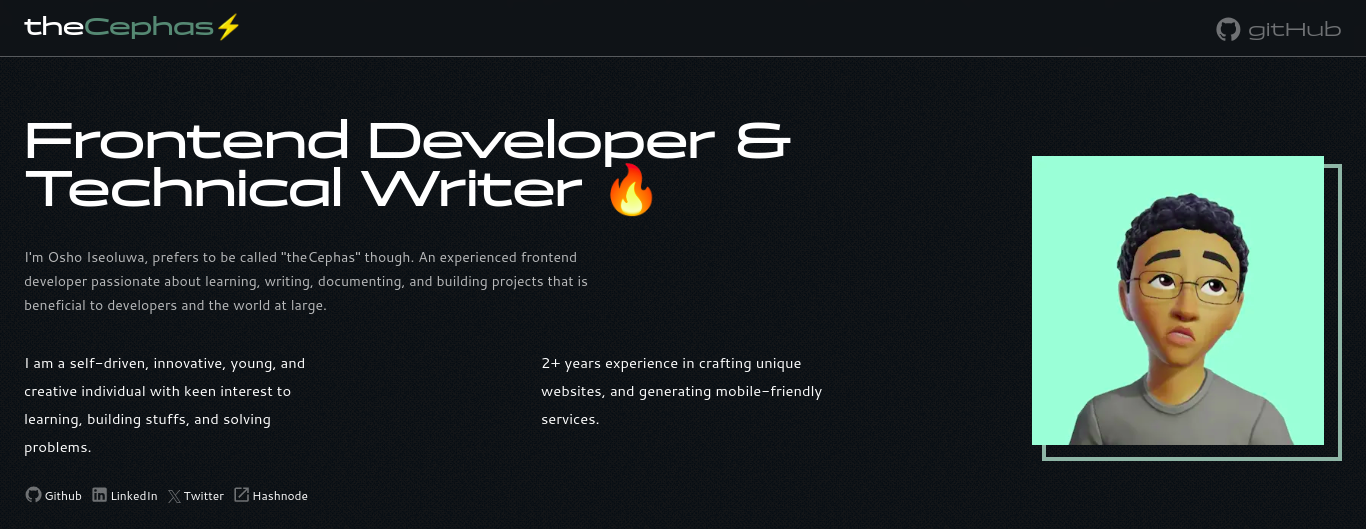 theCephas⚡
gitHub
Frontend Developer &
Technical Writer 🔥
I'm Osho Iseoluwa, prefers to be called "theCephas" though. An experienced frontend
developer passionate about learning, writing, documenting, and building projects that is
beneficial to developers and the world at large.
I am a self-driven, innovative, young, and
creative individual with keen interest to
learning, building stuffs, and solving
problems.
2+ years experience in crafting unique
websites, and generating mobile-friendly
services.
Github LinkedIn Twitter Hashnode